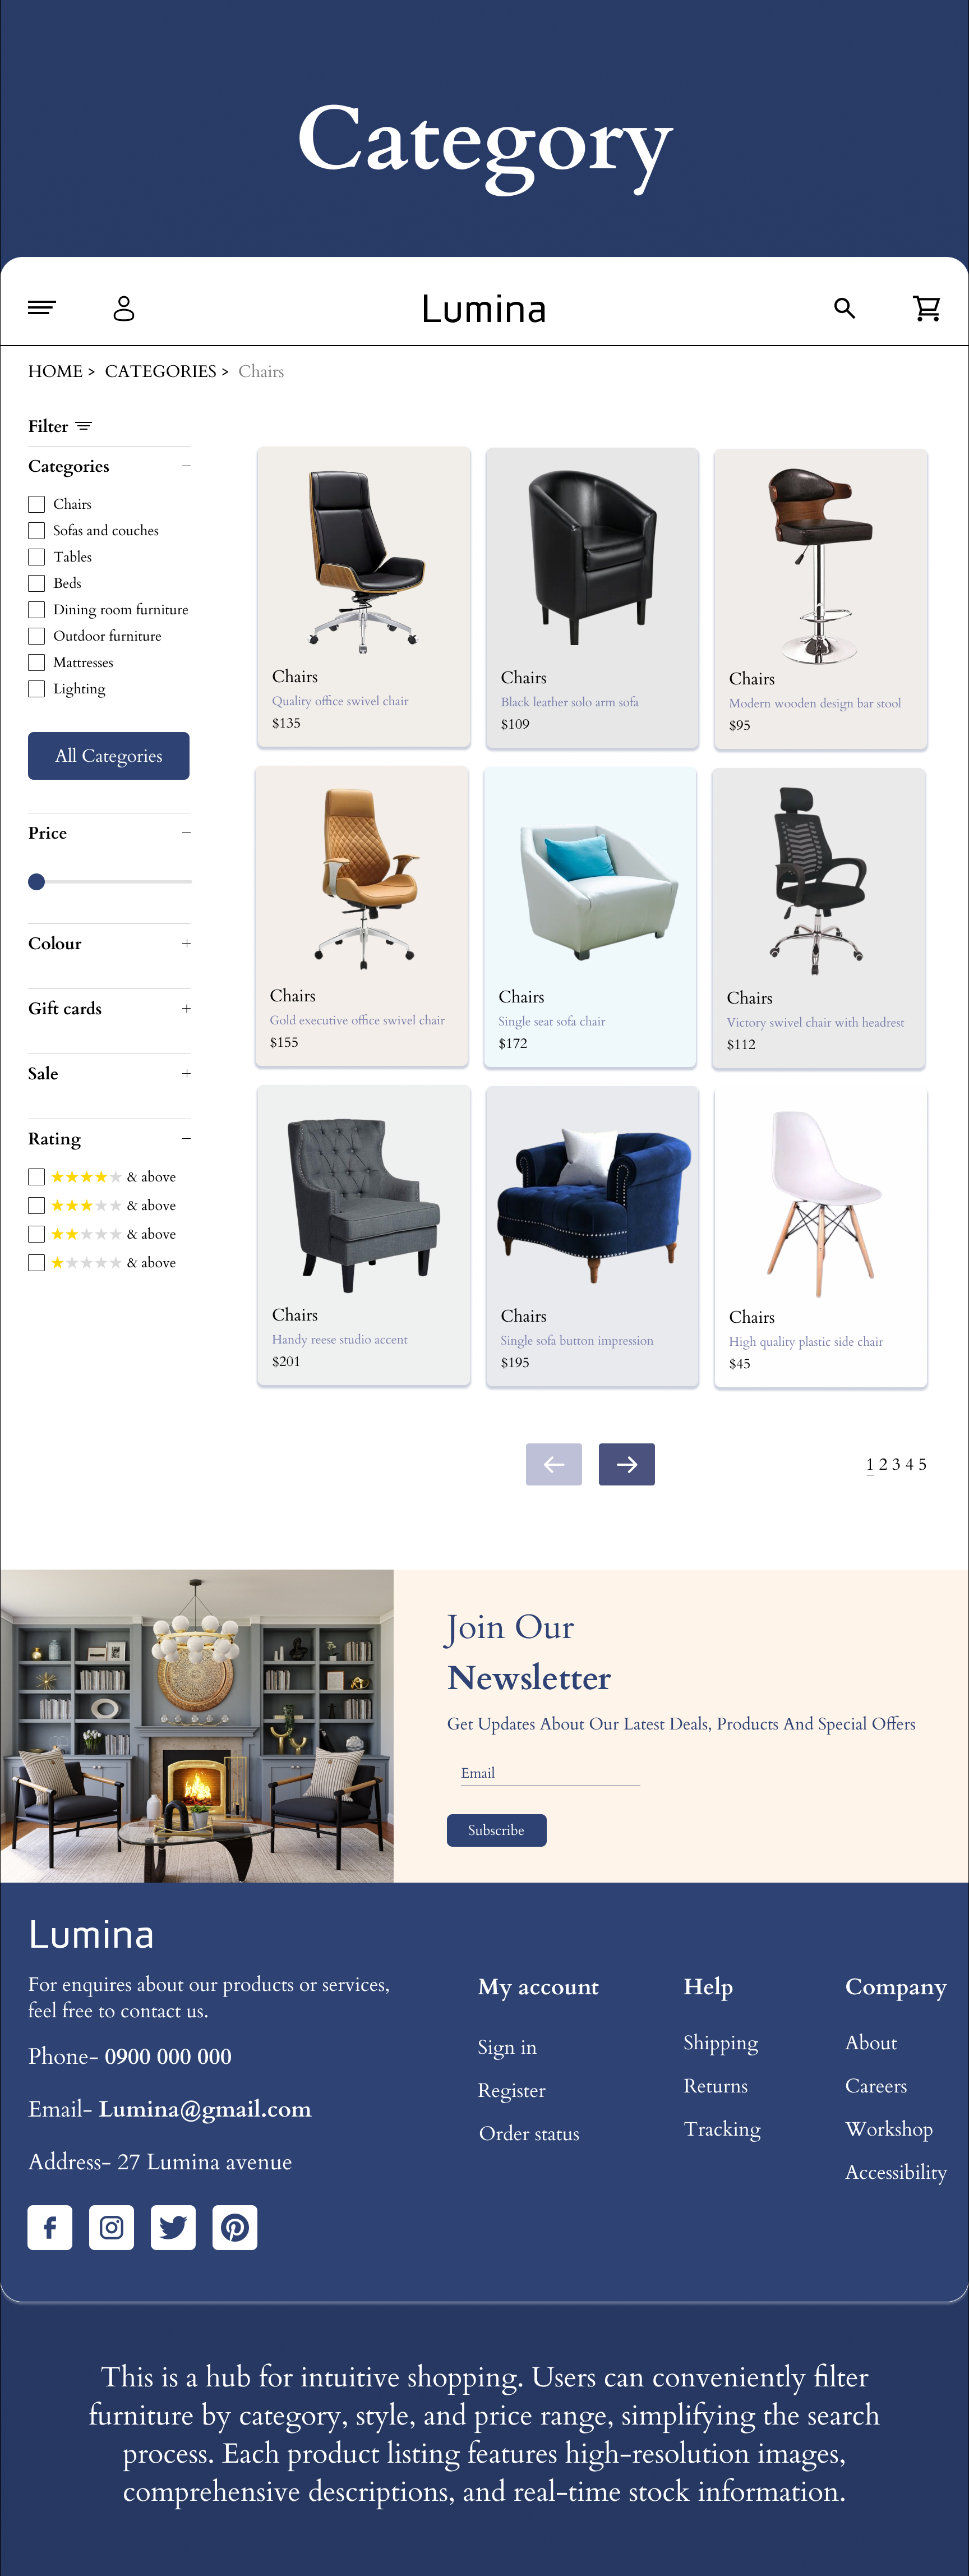 Category
Lumina
HOME > CATEGORIES > Chairs
Filter
Categories
Chairs
Sofas and couches
Tables
Beds
Dining room furniture
Outdoor furniture
Mattresses
Lighting
All Categories
Price
Colour
Gift cards
Sale
Rating
& above
& above
& above
& above
Chairs
Quality office swivel chair
$135
Chairs
Black leather solo arm sofa
$109
Chairs
Modern wooden design bar stool
$95
Chairs
Gold executive office swivel chair
$155
Chairs
Single seat sofa chair
$172
Chairs
Victory swivel chair with headrest
$112
Chairs
Handy reese studio accent
$201
Chairs
Single sofa button impression
$195
Chairs
High quality plastic side chair
$45
1 2 3 4 5
Join Our
Newsletter
Get Updates About Our Latest Deals, Products And Special Offers
Email
Subscribe
Lumina
For enquires about our products or services,
feel free to contact us.
Phone- 0900 000 000
Email- Lumina@gmail.com
Address- 27 Lumina avenue
My account
Sign in
Register
Order status
Help
Shipping
Returns
Tracking
Company
About
Careers
Workshop
Accessibility
This is a hub for intuitive shopping. Users can conveniently filter
furniture by category, style, and price range, simplifying the search
process. Each product listing features high-resolution images,
comprehensive descriptions, and real-time stock information.